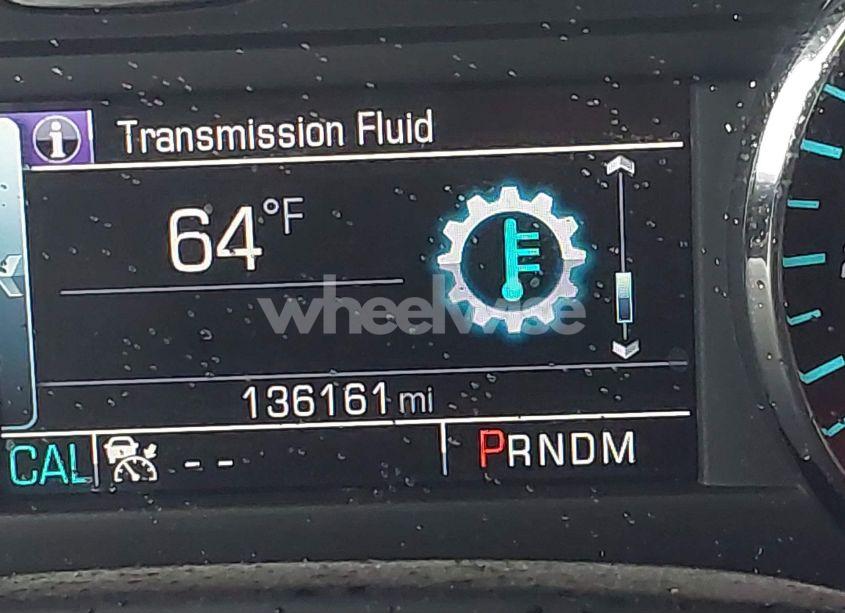 i Transmission Fluid
64°F
wheelwise
136161 mi
CAL -- PRNDM